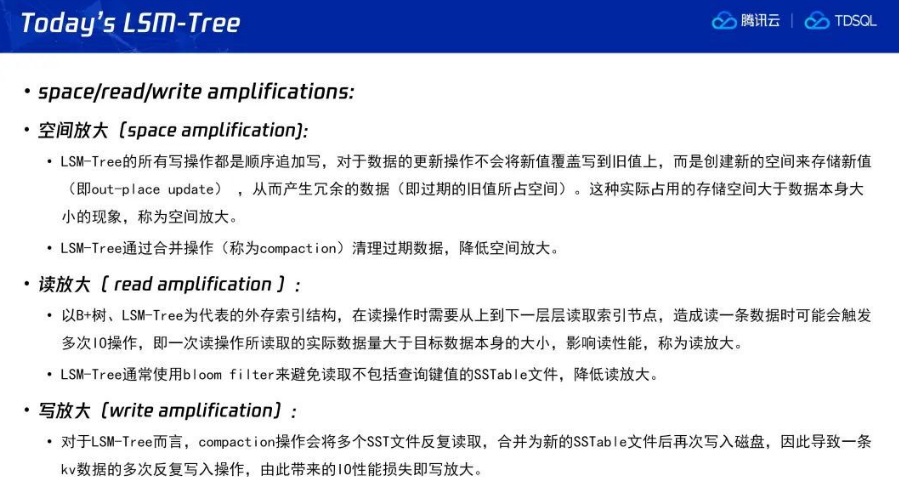 Today's LSM-Tree
腾讯云 | TDSQL
• space/read/write amplifications:
• 空间放大（space amplification）:
• LSM-Tree的所有写操作都是顺序追加写，对于数据的更新操作不会将新值覆盖写到旧值上，而是创建新的空间来存储新值
（即out-place update），从而产生冗余的数据（即过期的旧值所占空间）。这种实际占用的存储空间大于数据本身大
小的现象，称为空间放大。
• LSM-Tree通过合并操作（称为compaction）清理过期数据，降低空间放大。
• 读放大（ read amplification ）:
• 以B+树、LSM-Tree为代表的外存索引结构，在读操作时需要从上到下一层层读取索引节点，造成读一条数据时可能会触发
多次IO操作，即一次读操作所读取的实际数据量大于目标数据本身的大小，影响读性能，称为读放大。
• LSM-Tree通常使用bloom filter来避免读取不包括查询键值的SSTable文件，降低读放大。
• 写放大（write amplification）:
• 对于LSM-Tree而言，compaction操作会将多个SST文件反复读取，合并为新的SSTable文件后再次写入磁盘，因此导致一条
kv数据的多次反复写入操作，由此带来的IO性能损失即写放大。